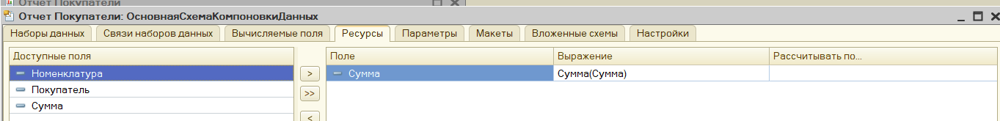 Отчет Покупатели
Отчет Покупатели: ОсновнаяСхемаКомпоновкиДанных
Наборы данных Связи наборов данных Вычисляемые поля Ресурсы Параметры Макеты Вложенные схемы Настройки
Доступные поля Поле Выражение Рассчитывать по...
Номенклатура > Сумма Сумма(Сумма)
Покупатель >>
Сумма
<